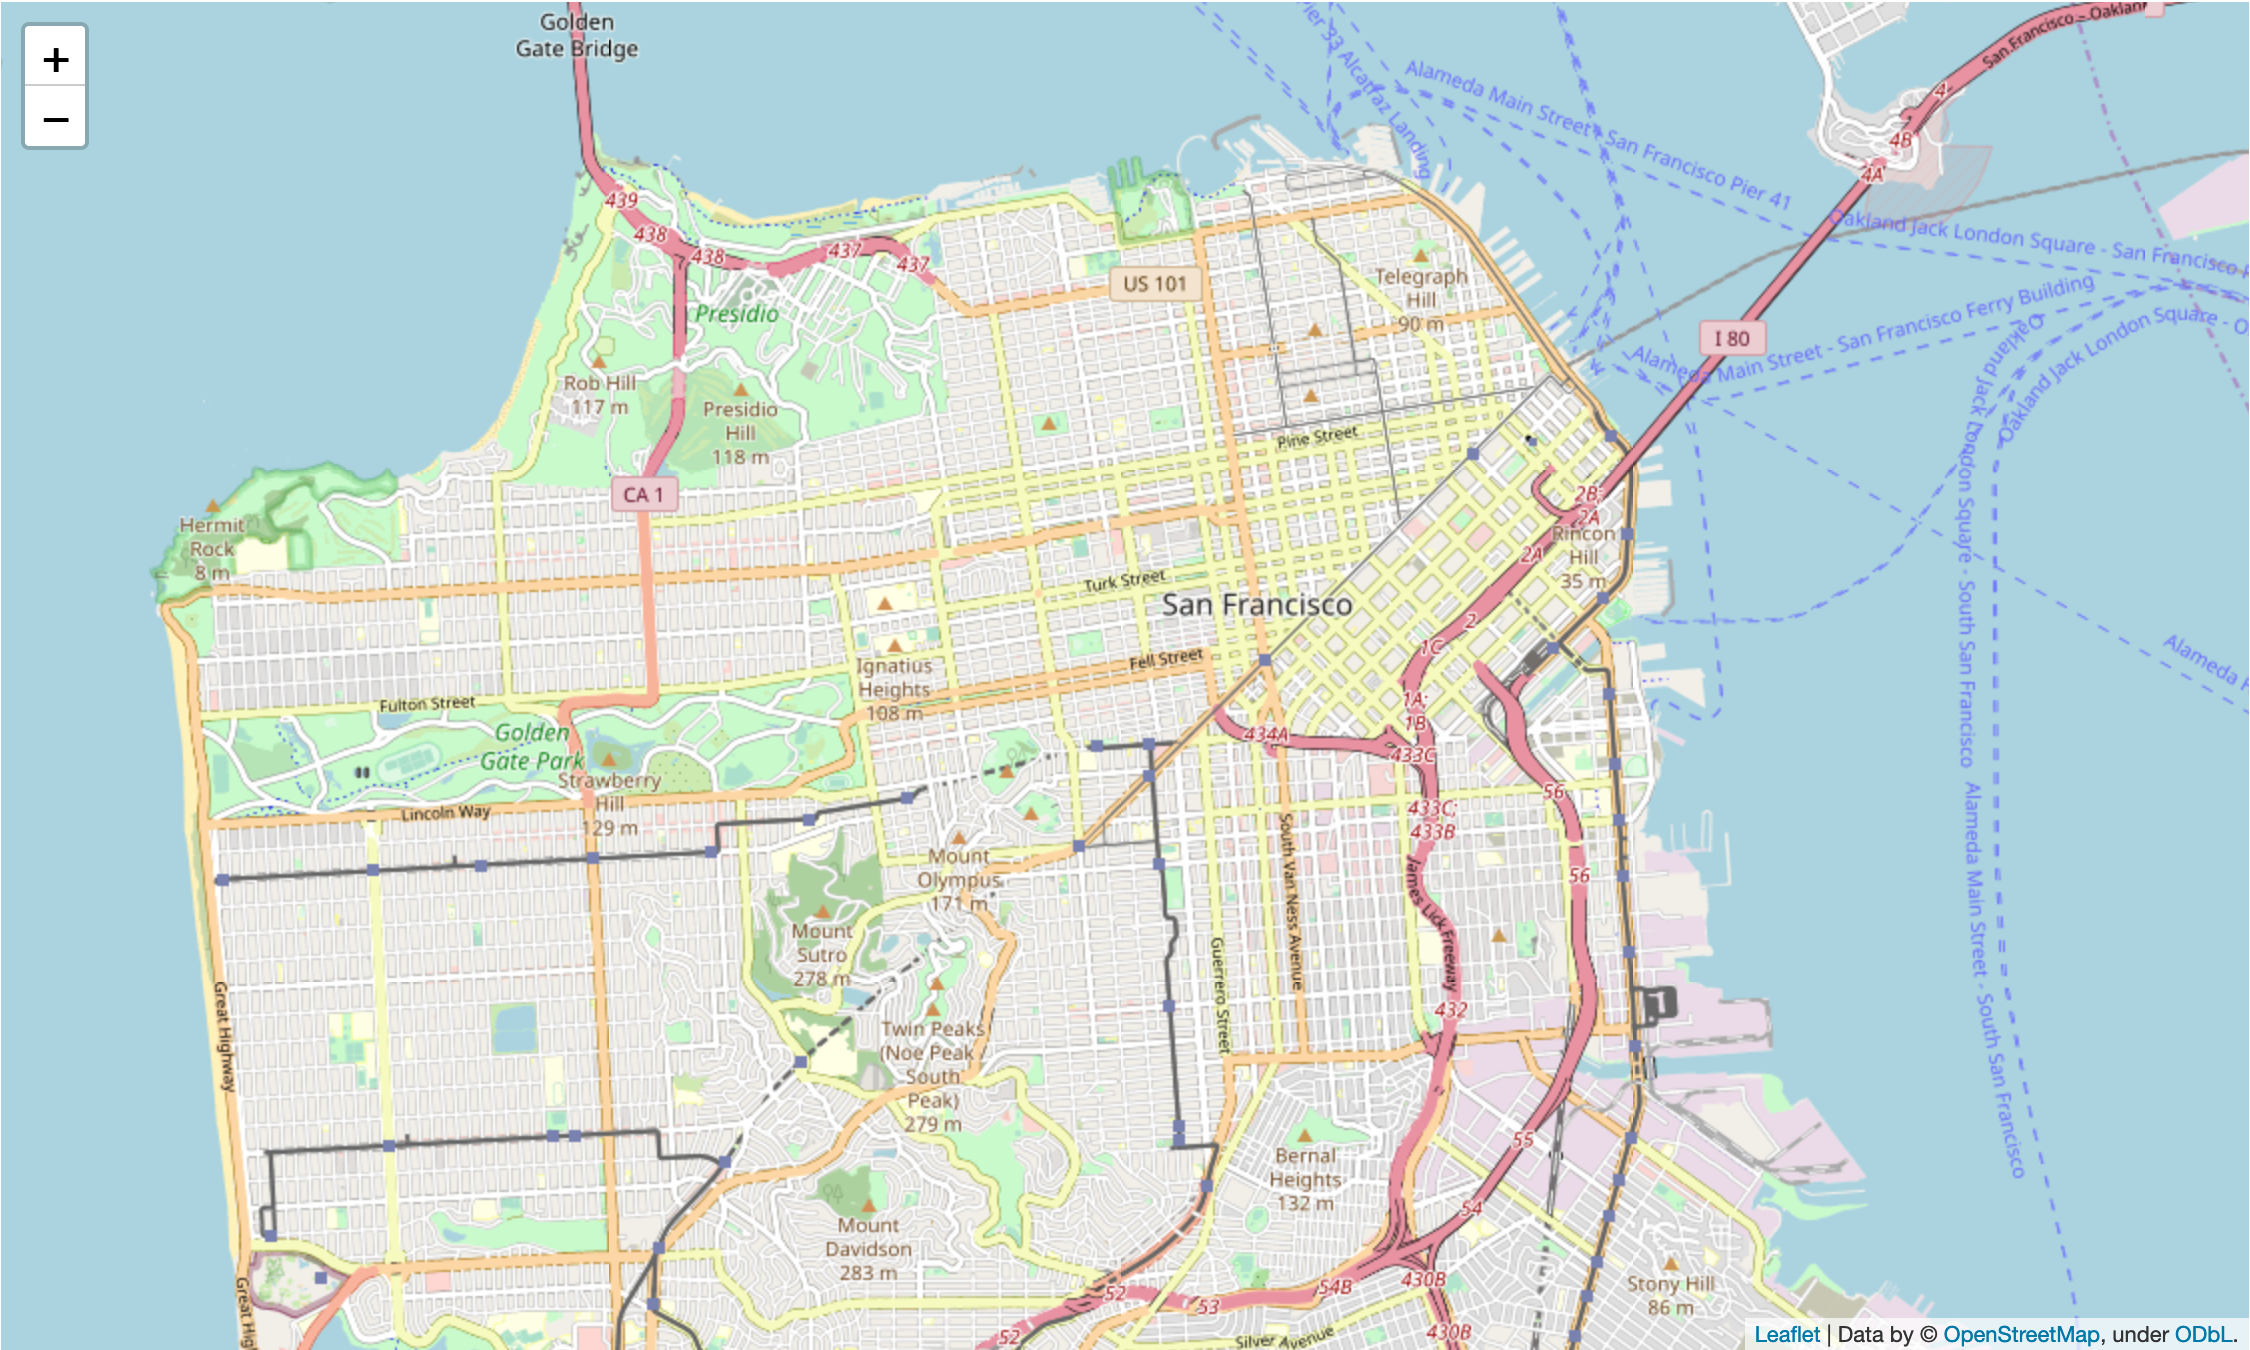 Golden
Gate Bridge
+
−
Pier 33 Alcatraz Landing
Alameda Main Street - San Francisco Pier 41
San Francisco - Oakland
4
4B
4A
439
438
438
437
437
US 101
Telegraph
Hill
90 m
Oakland Jack London Square - San Francisco
Presidio
I 80
Alameda Main Street - San Francisco Ferry Building
Oakland Jack London Square - O
Oakland Jack London Square - South San Francisco
Rob Hill
117 m
Presidio
Hill
118 m
Pine Street
CA 1
2B;
2A
Hermit
Rock
8 m
Rincon
Hill
35 m
2A
Turk Street
San Francisco
2
1C
Fell Street
Ignatius
Heights
108 m
Fulton Street
1A;
1B
Alameda
Golden
Gate Park
434A
433C
Strawberry
Hill
129 m
Lincoln Way
56
433C;
433B
South Van Ness Avenue
James Lick Freeway
Mount
Olympus
171 m
56
Mount
Sutro
278 m
Guerrero Street
Great Highway
Alameda Main Street - South San Francisco
432
Twin Peaks
(Noe Peak
South
Peak)
279 m
55
Bernal
Heights
132 m
54
Mount
Davidson
283 m
Great Hig
52
53
54B
430B
Stony Hill
86 m
52
Silver Avenue
430B
Leaflet | Data by © OpenStreetMap, under ODbL.